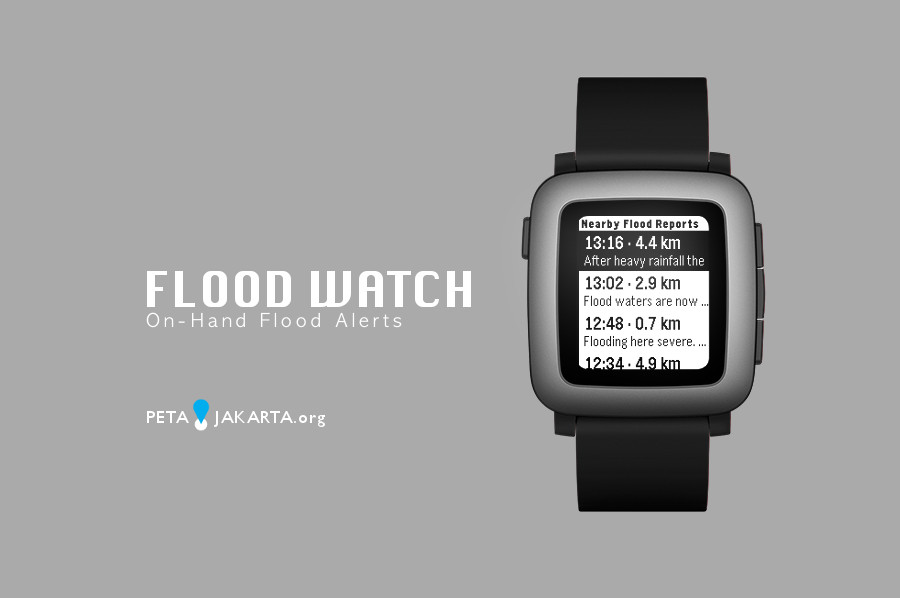 FLOOD WATCH
On-Hand Flood Alerts
PETA JAKARTA.org
Nearby Flood Reports
13:16 · 4.4 km
After heavy rainfall the
13:02 · 2.9 km
Flood waters are now ...
12:48 · 0.7 km
Flooding here severe. ...
12:34 · 4.9 km